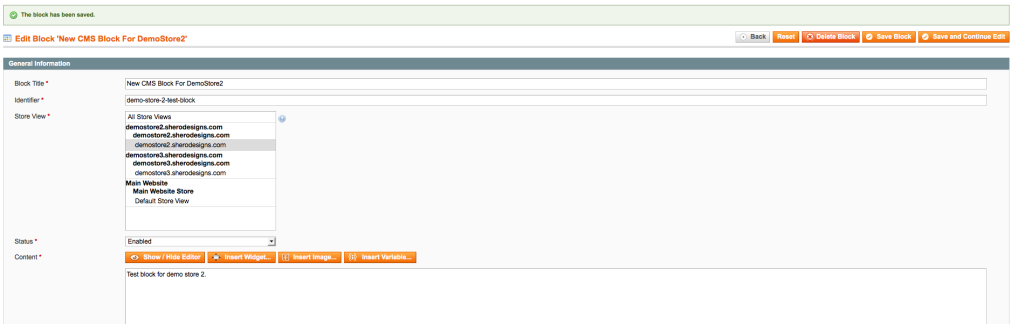 The block has been saved.
Edit Block 'New CMS Block For DemoStore2'
Back Reset Delete Block Save Block Save and Continue Edit
General Information
Block Title * New CMS Block For DemoStore2
Identifier * demo-store-2-test-block
Store View * All Store Views
demostore2.sherodesigns.com
demostore2.sherodesigns.com
demostore2.sherodesigns.com
demostore3.sherodesigns.com
demostore3.sherodesigns.com
demostore3.sherodesigns.com
Main Website
Main Website Store
Default Store View
Status * Enabled
Content * Show / Hide Editor Insert Widget... Insert Image... Insert Variable...
Test block for demo store 2.